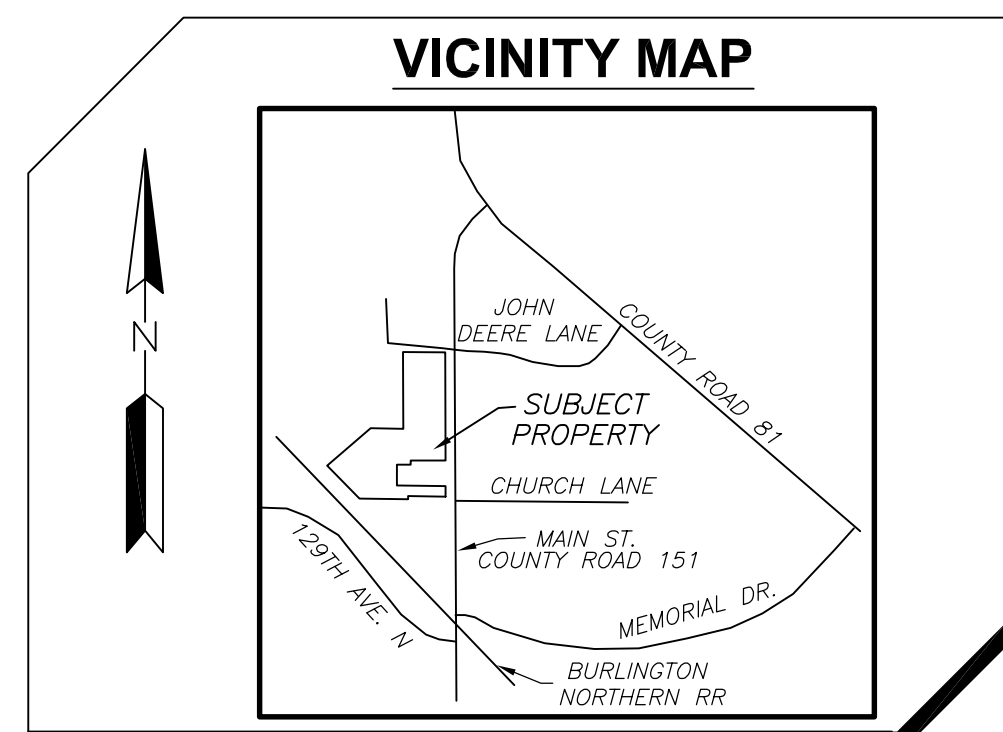 VICINITY MAP
N
JOHN
DEERE LANE
COUNTY ROAD 81
SUBJECT
PROPERTY
CHURCH LANE
MAIN ST.
COUNTY ROAD 151
129TH AVE. N
MEMORIAL DR.
BURLINGTON
NORTHERN RR